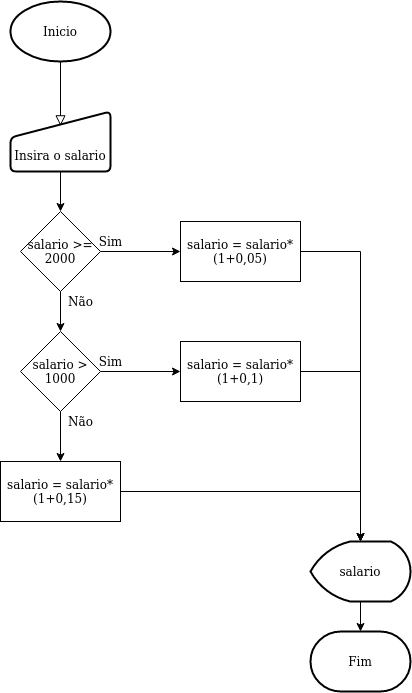 Inicio
Insira o salario
salario >=
2000
Sim
salario = salario*
(1+0,05)
Não
salario >
1000
Sim
salario = salario*
(1+0,1)
Não
salario = salario*
(1+0,15)
salario
Fim